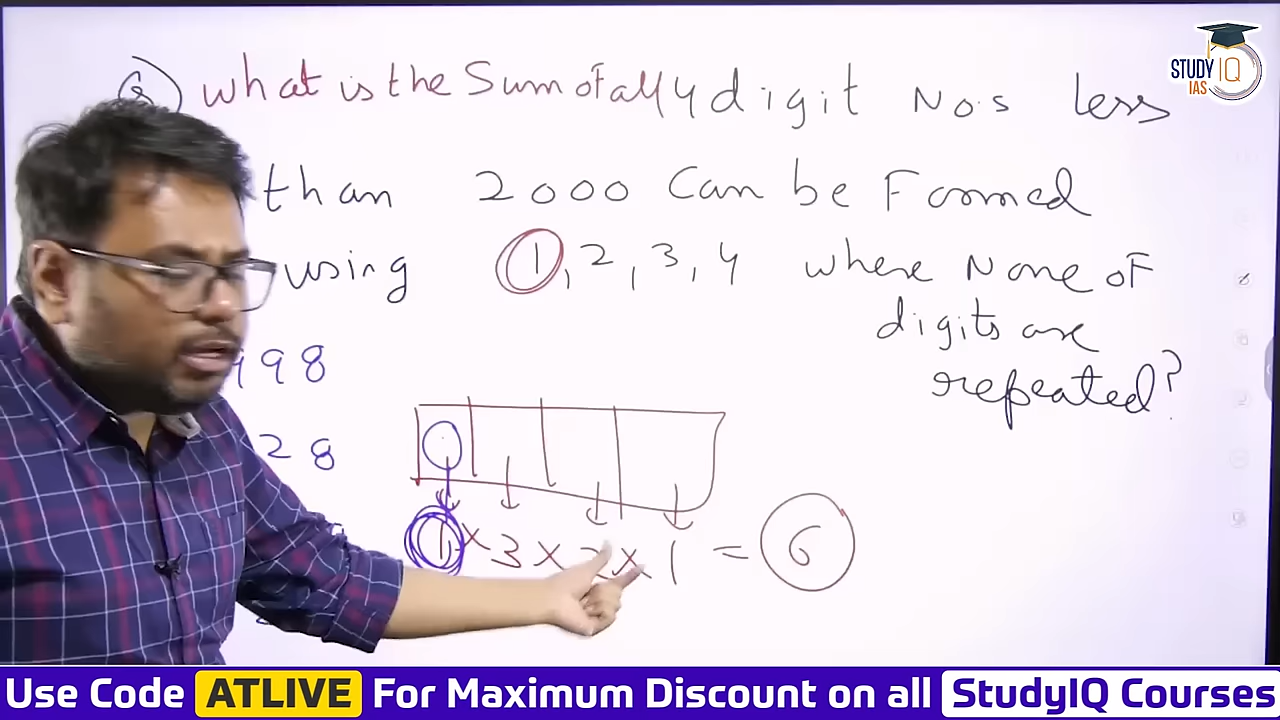 Q) What is the Sum of all 4 digit No.s less
than 2000 Can be Formed
using 1, 2, 3, 4 where None of
digits are
repeated?
998
28
1 × 3 × 2 × 1 = 6
STUDY IQ
IAS
Use Code ATLIVE For Maximum Discount on all StudyIQ Courses